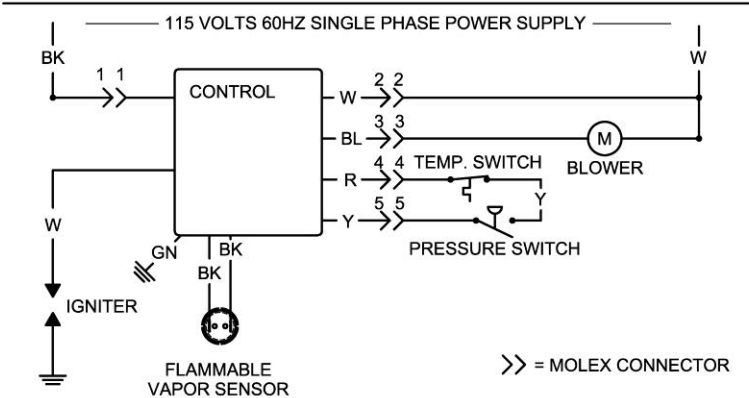 115 VOLTS 60HZ SINGLE PHASE POWER SUPPLY
BK
W
1 1
CONTROL
W
2 2
BL
3 3
M
BLOWER
R
4 4
TEMP. SWITCH
Y
Y
5 5
PRESSURE SWITCH
W
GN
BK
BK
IGNITER
FLAMMABLE
VAPOR SENSOR
= MOLEX CONNECTOR